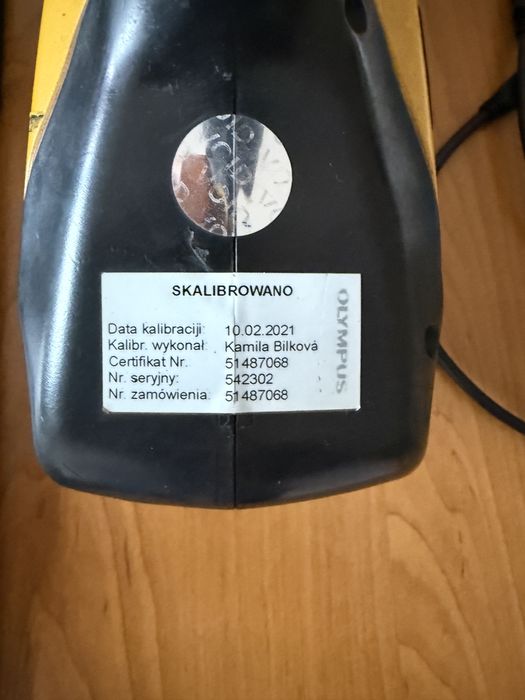 SKALIBROWANO
Data kalibraciji: 10.02.2021
Kalibr. wykonał: Kamila Bilková
Certifikat Nr. 51487068
Nr. seryjny: 542302
Nr. zamówienia: 51487068
OLYMPUS